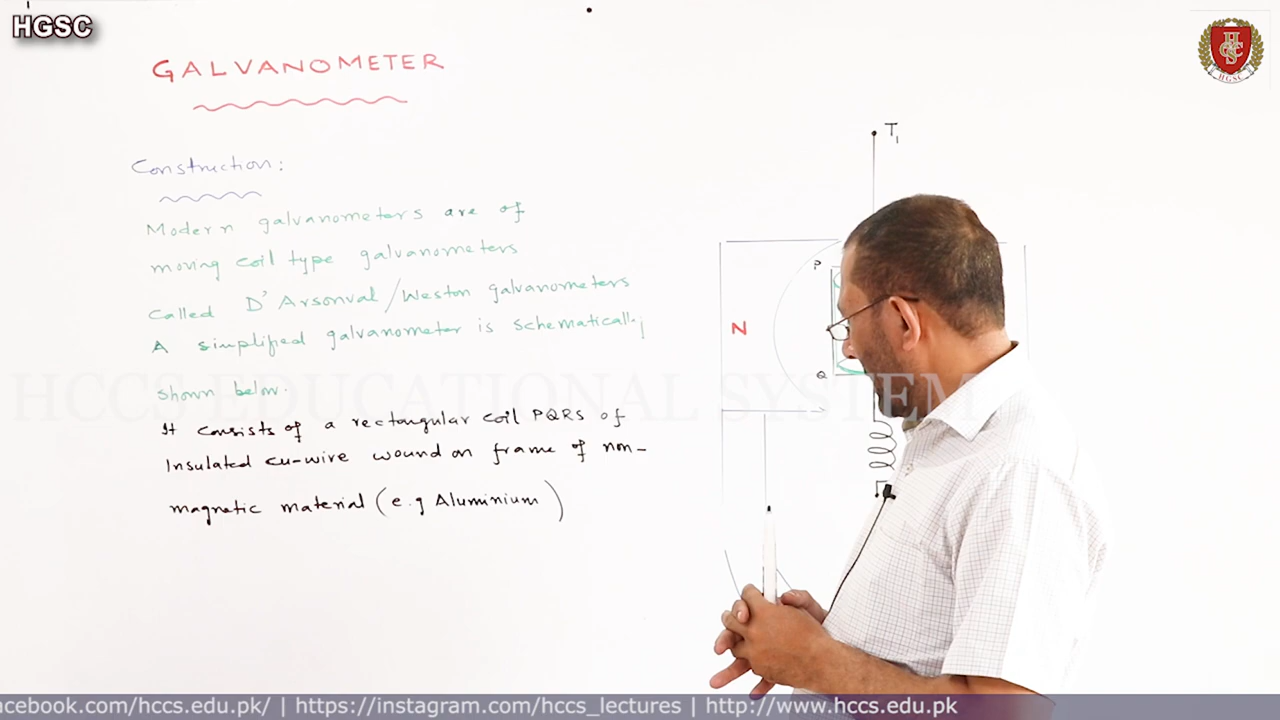 HGSC
GALVANOMETER
Construction:
Modern galvanometers are of
moving coil type galvanometers
Called D'Arsonval/Weston galvanometers
A simplified galvanometer is schematically
shown below.
It consists of a rectangular coil PQRS of
Insulated cu-wire wound on frame of non-
magnetic material (e.g Aluminium)
T1
P
N
Q
HCCS EDUCATIONAL SYSTEM
HGSC
acebook.com/hccs.edu.pk/ | https://instagram.com/hccs_lectures | http://www.hccs.edu.pk